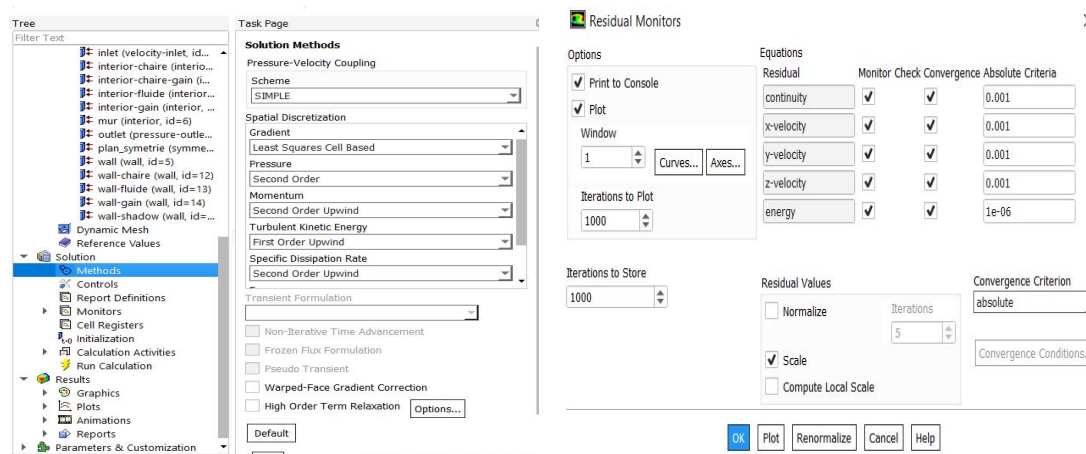 Tree
Filter Text
inlet (velocity-inlet, id...
interior-chaire (interio...
interior-chaire-gain (i...
interior-fluide (interior...
interior-gain (interior, ...
mur (interior, id=6)
outlet (pressure-outle...
plan_symetrie (symme...
wall (wall, id=5)
wall-chaire (wall, id=12)
wall-fluide (wall, id=13)
wall-gain (wall, id=14)
wall-shadow (wall, id=...
Dynamic Mesh
Reference Values
Solution
Methods
Controls
Report Definitions
Monitors
Cell Registers
Initialization
Calculation Activities
Run Calculation
Results
Graphics
Plots
Animations
Reports
Parameters & Customization
Task Page
Solution Methods
Pressure-Velocity Coupling
Scheme
SIMPLE
Spatial Discretization
Gradient
Least Squares Cell Based
Pressure
Second Order
Momentum
Second Order Upwind
Turbulent Kinetic Energy
First Order Upwind
Specific Dissipation Rate
Second Order Upwind
Transient Formulation
Non-Iterative Time Advancement
Frozen Flux Formulation
Pseudo Transient
Warped-Face Gradient Correction
High Order Term Relaxation Options...
Default
Residual Monitors
Options
Print to Console
Plot
Window
1 Curves... Axes...
Iterations to Plot
1000
Iterations to Store
1000
Equations
Residual Monitor Check Convergence Absolute Criteria
continuity 0.001
x-velocity 0.001
y-velocity 0.001
z-velocity 0.001
energy 1e-06
Residual Values
Normalize Iterations
5
Scale
Compute Local Scale
Convergence Criterion
absolute
Convergence Conditions.
OK Plot Renormalize Cancel Help